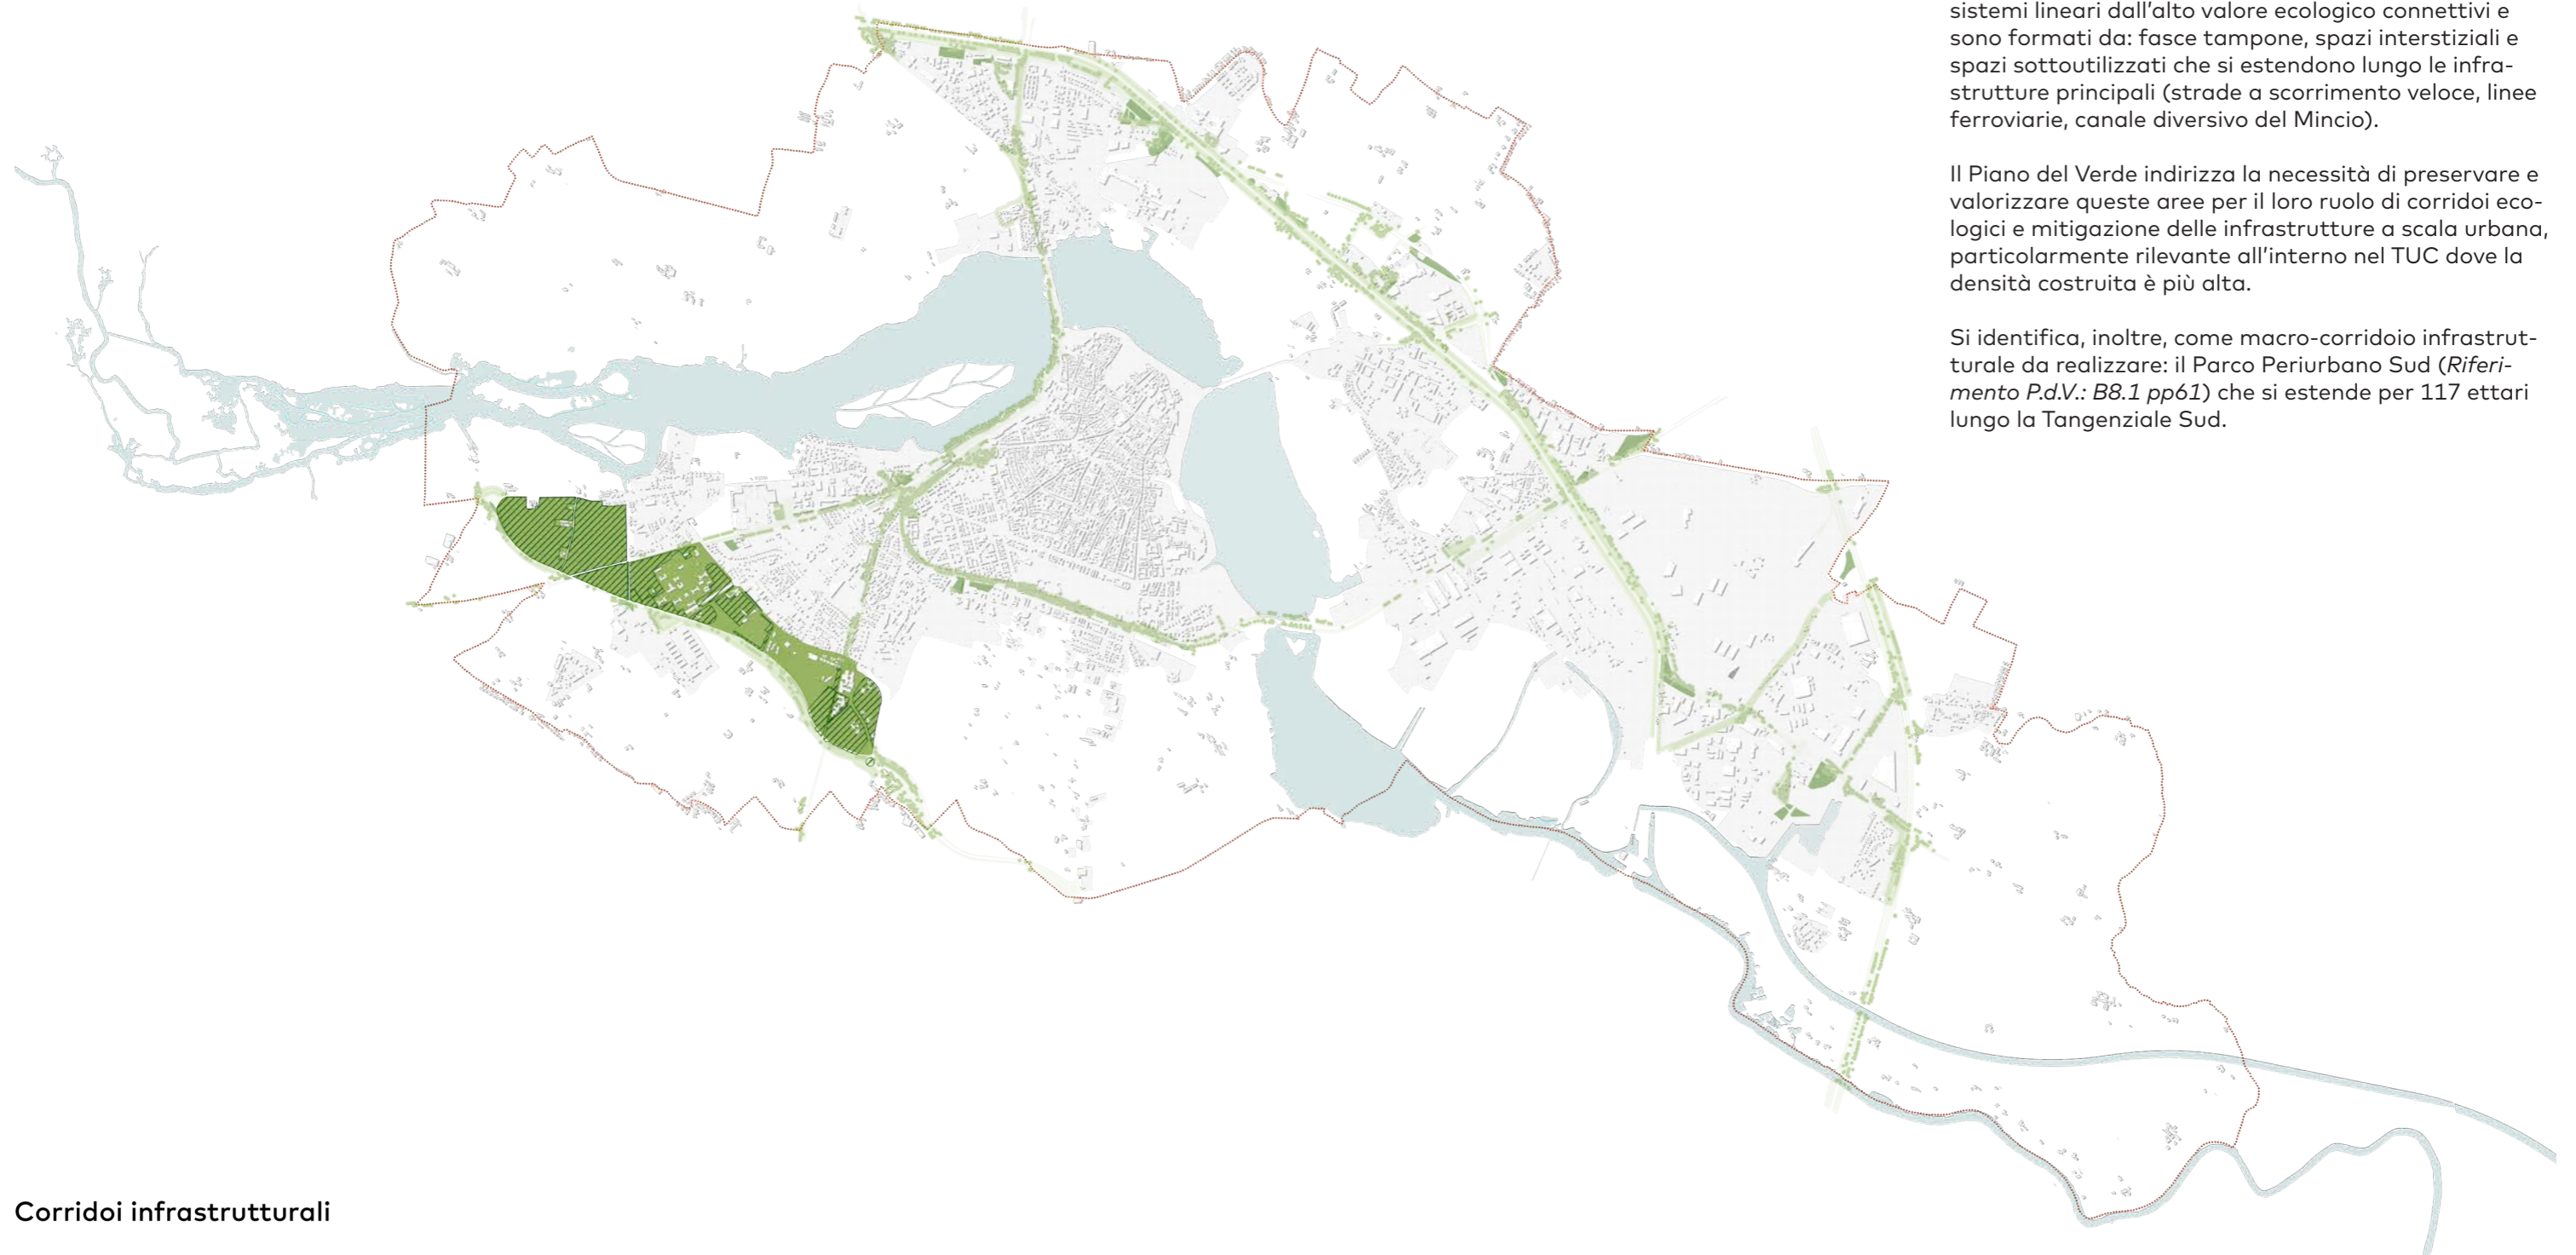 sistemi lineari dall'alto valore ecologico connettivi e
sono formati da: fasce tampone, spazi interstiziali e
spazi sottoutilizzati che si estendono lungo le infra-
strutture principali (strade a scorrimento veloce, linee
ferroviarie, canale diversivo del Mincio).
Il Piano del Verde indirizza la necessità di preservare e
valorizzare queste aree per il loro ruolo di corridoi eco-
logici e mitigazione delle infrastrutture a scala urbana,
particolarmente rilevante all'interno nel TUC dove la
densità costruita è più alta.
Si identifica, inoltre, come macro-corridoio infrastrut-
turale da realizzare: il Parco Periurbano Sud (Riferi-
mento P.d.V.: B8.1 pp61) che si estende per 117 ettari
lungo la Tangenziale Sud.
Corridoi infrastrutturali